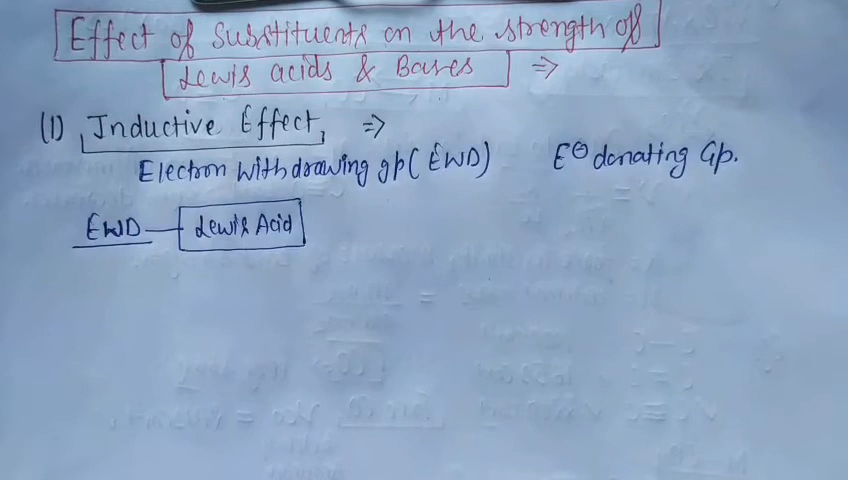 Effect of Substituents on the strength off
Lewis acids & Bases ⇒
(1) Inductive Effect, ⇒
Electron withdrawing gp (EWD) E⊖ donating Gp.
EWD — Lewis Acid